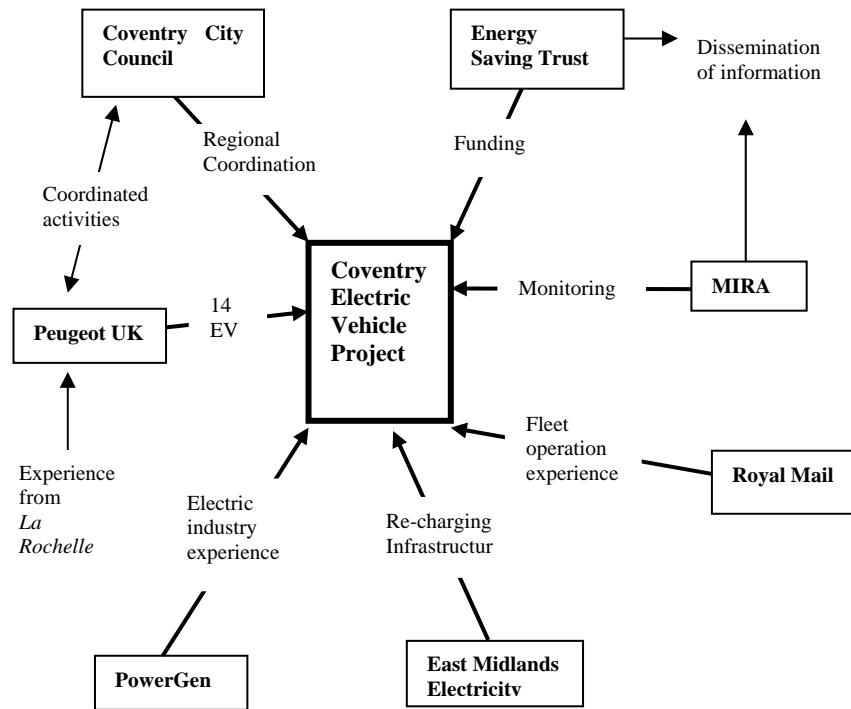 Coventry City
Council
Energy
Saving Trust
Dissemination
of information
Regional
Coordination
Funding
Coordinated
activities
Coventry
Electric
Vehicle
Project
Monitoring
MIRA
14
EV
Peugeot UK
Fleet
operation
experience
Royal Mail
Experience
from
La
Rochelle
Electric
industry
experience
Re-charging
Infrastructur
PowerGen
East Midlands
Electricity